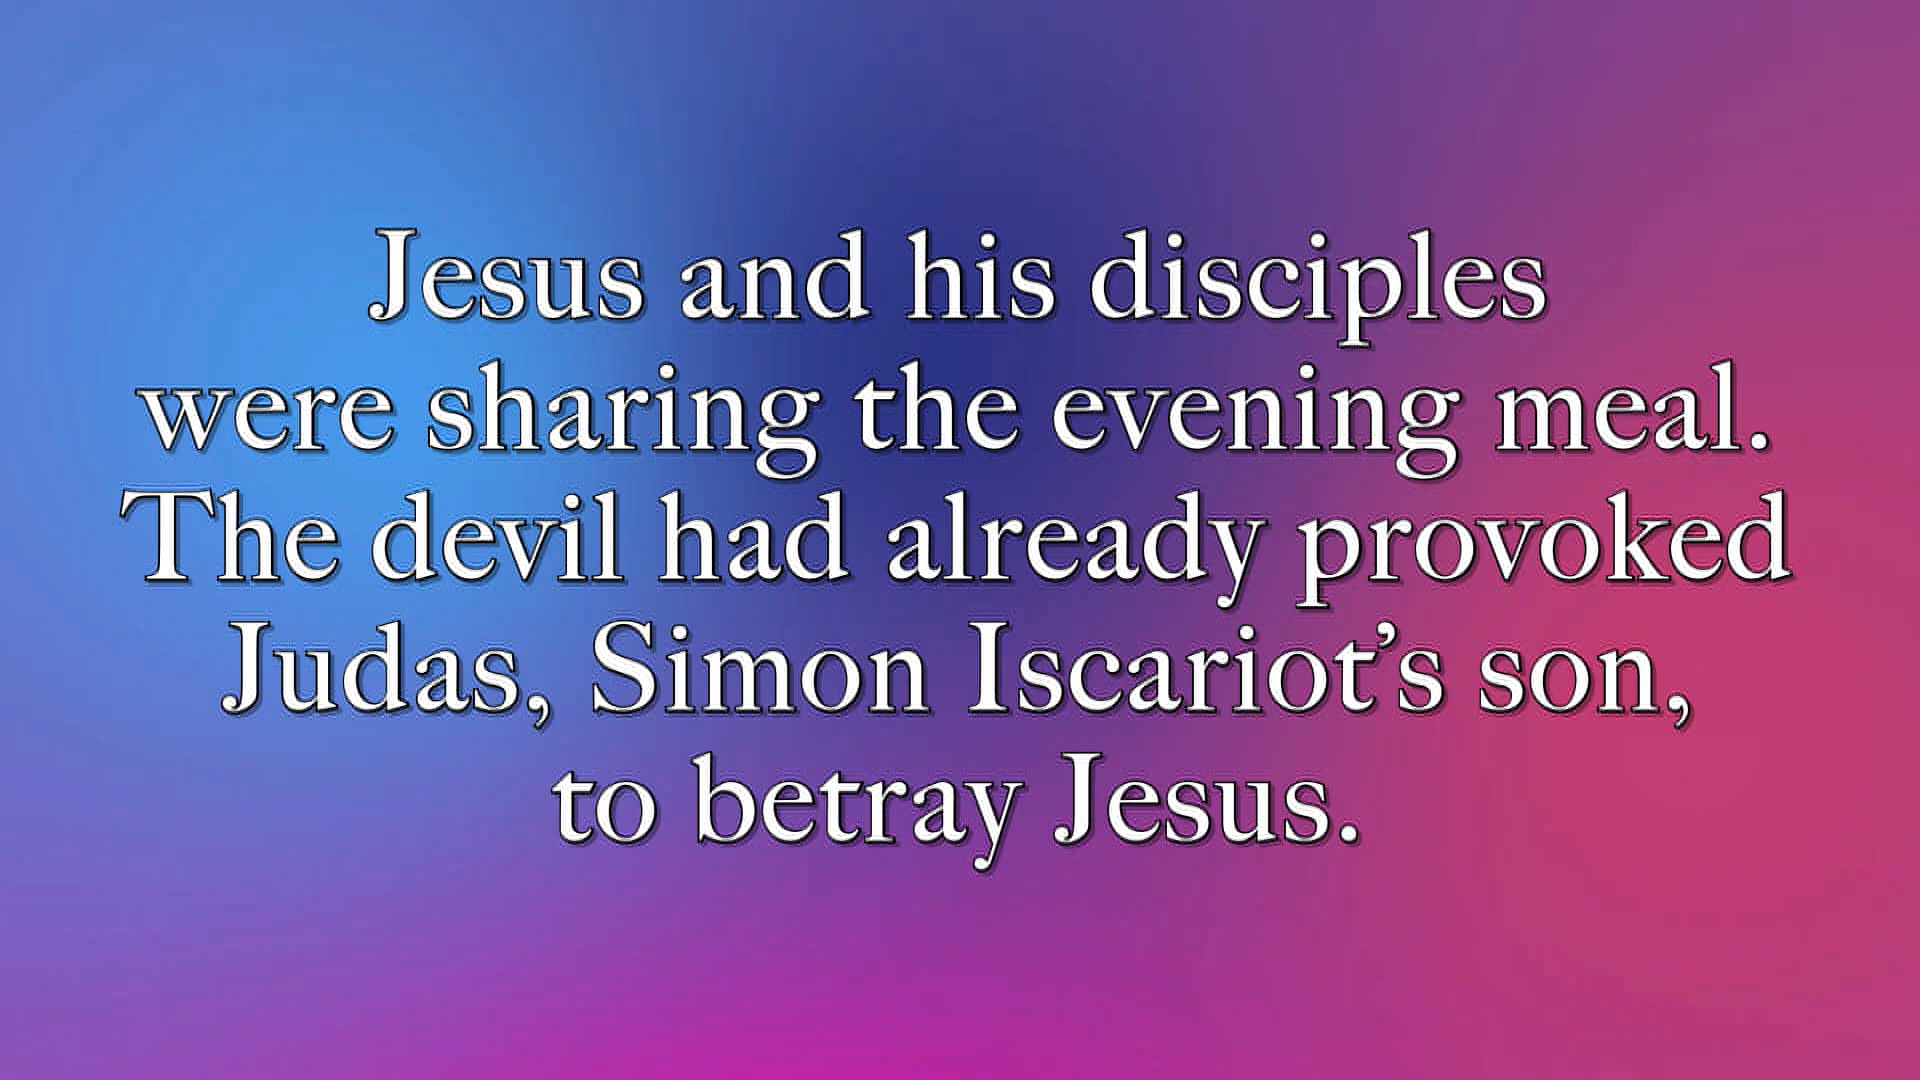 Jesus and his disciples
were sharing the evening meal.
The devil had already provoked
Judas, Simon Iscariot’s son,
to betray Jesus.